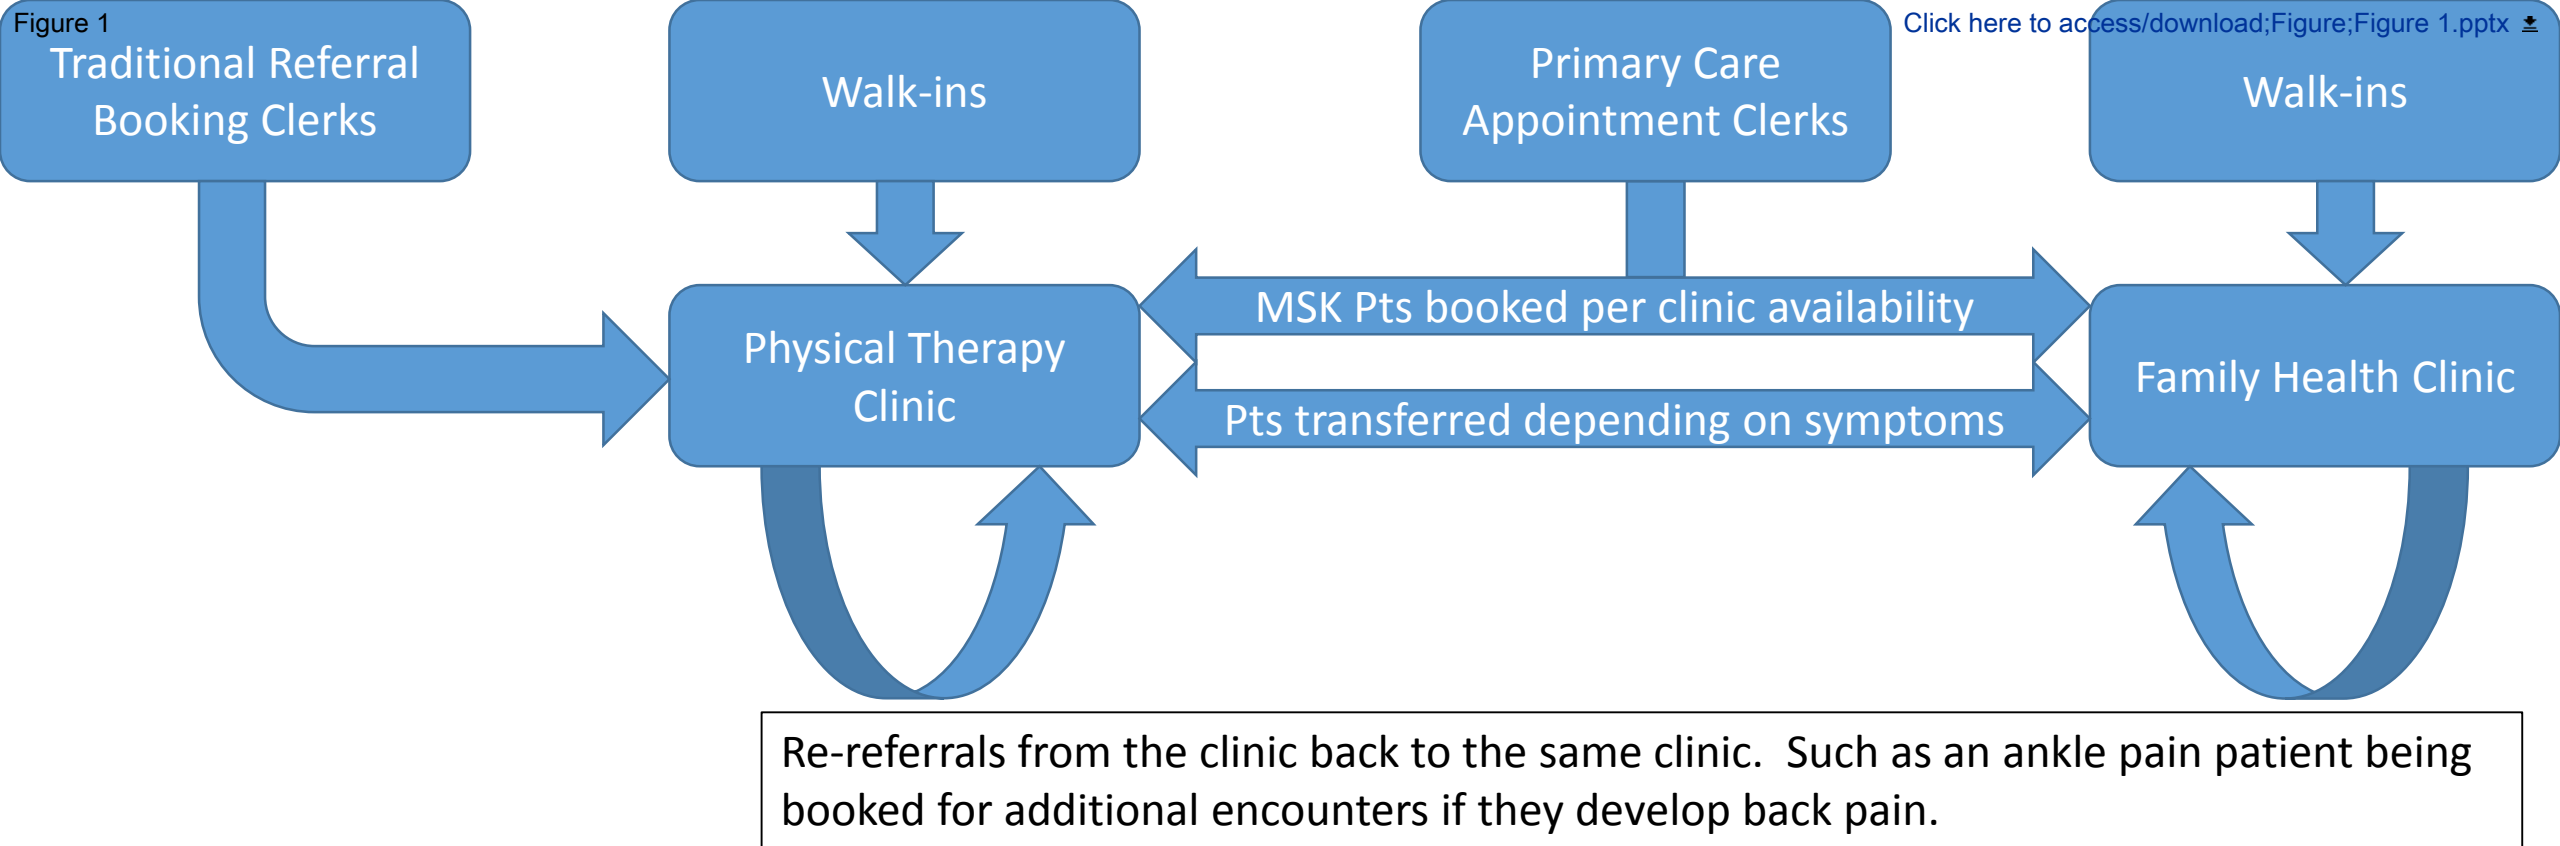 Figure 1
Click here to access/download;Figure;Figure 1.pptx
Traditional Referral
Booking Clerks
Walk-ins
Primary Care
Appointment Clerks
Walk-ins
MSK Pts booked per clinic availability
Physical Therapy
Clinic
Family Health Clinic
Pts transferred depending on symptoms
Re-referrals from the clinic back to the same clinic.  Such as an ankle pain patient being
booked for additional encounters if they develop back pain.